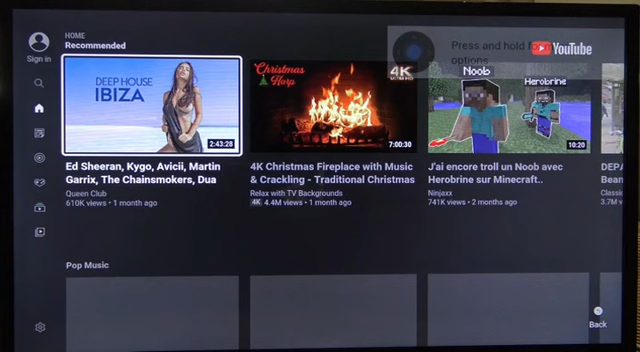 HOME
Recommended
Sign in
Press and hold f
options
YouTube
DEEP HOUSE
IBIZA
2:43:28
Christmas
Harp
4K
ULTRA HD
7:00:30
Noob
Herobrine
10:20
Ed Sheeran, Kygo, Avicii, Martin
Garrix, The Chainsmokers, Dua
Queen Club
610K views • 1 month ago
4K Christmas Fireplace with Music
& Crackling - Traditional Christmas
Relax with TV Backgrounds
4K 4.4M views • 1 month ago
J'ai encore troll un Noob avec
Herobrine sur Minecraft..
Ninjaxx
741K views • 2 months ago
DEPA
Bean
Classic
3.7M v
Pop Music
Back